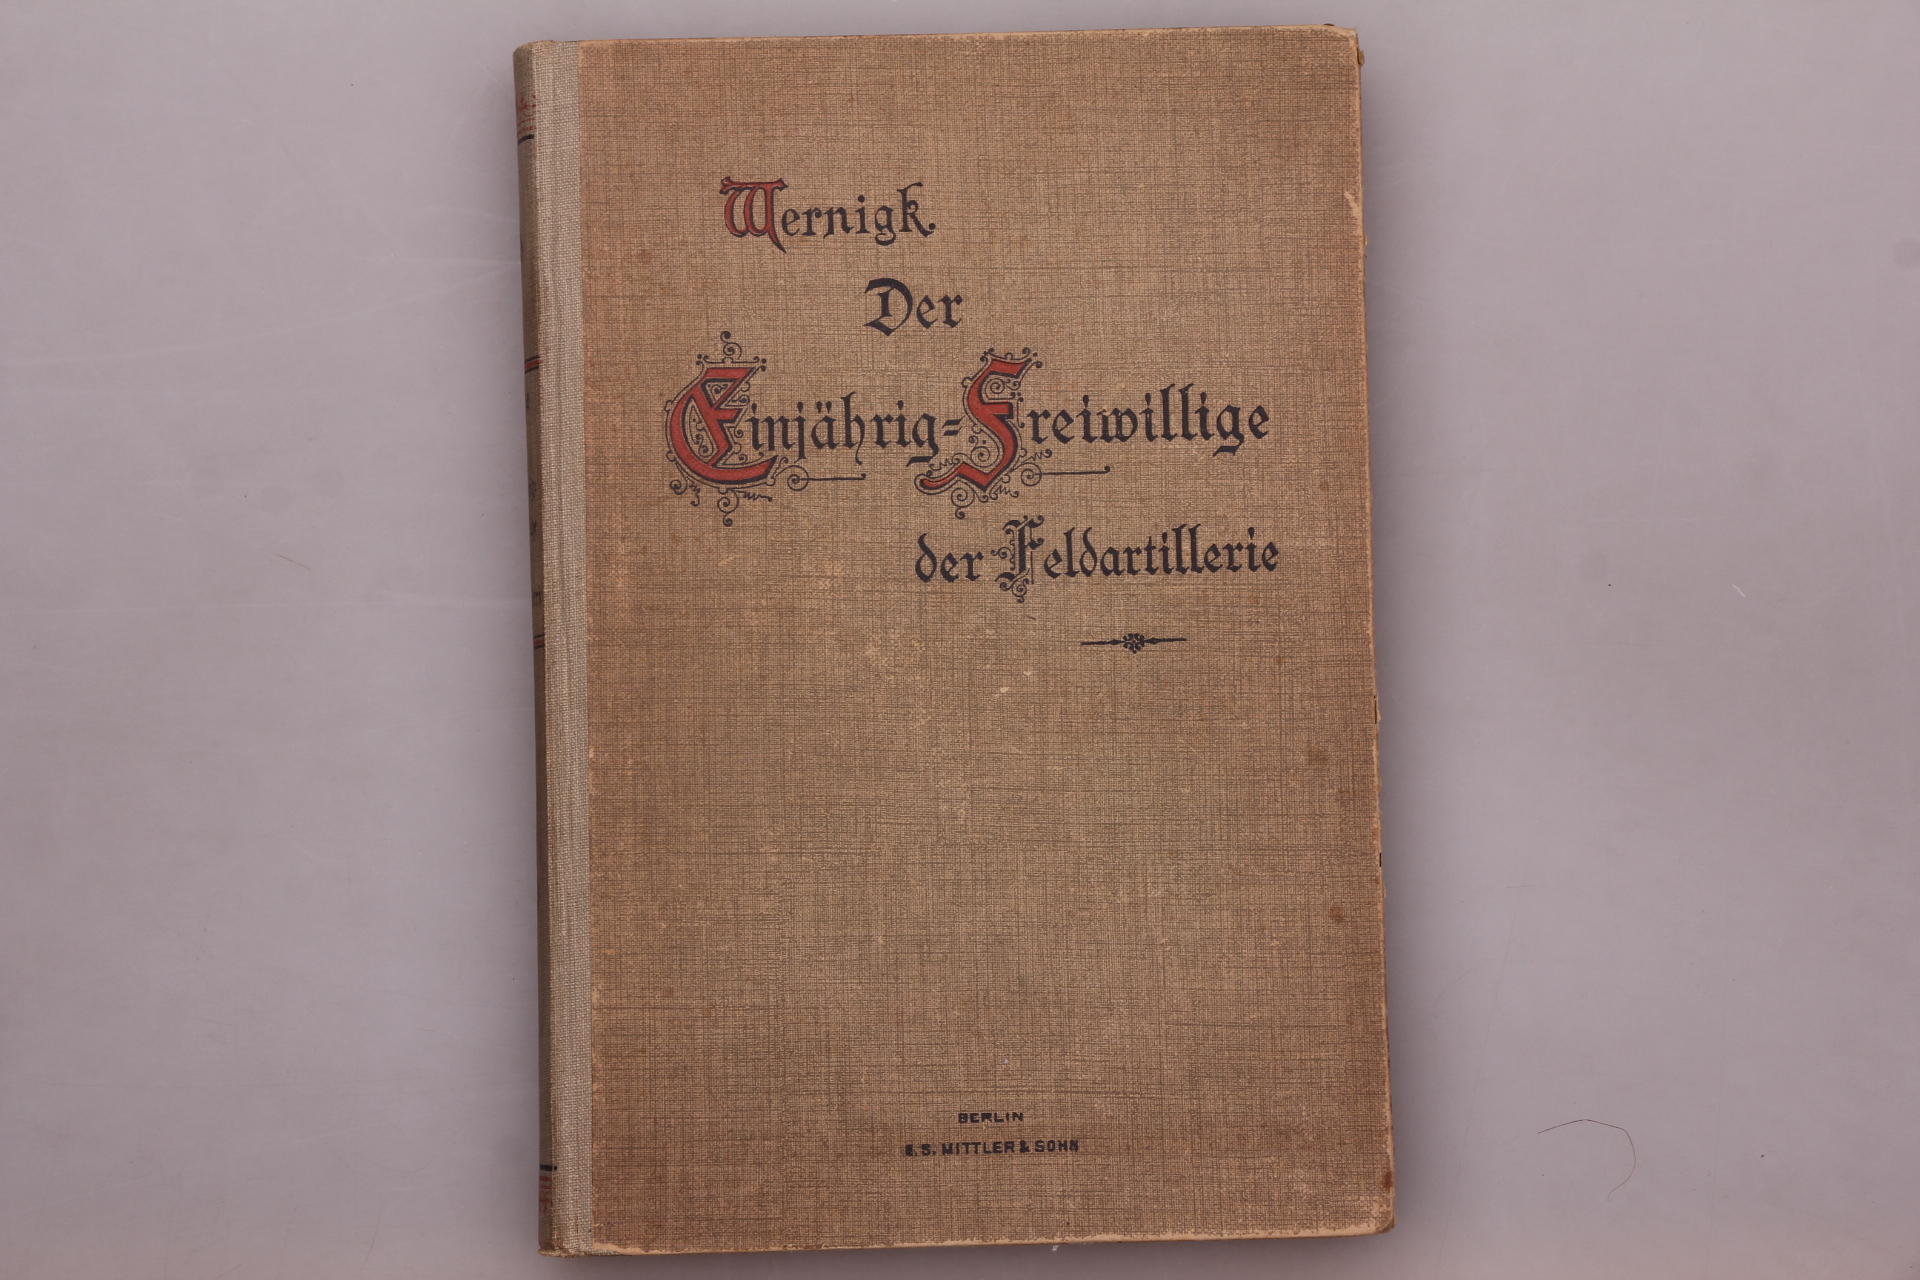 Wernigk.
Der
Einjährig=Freiwillige
der Feldartillerie
BERLIN
E. S. MITTLER & SOHN